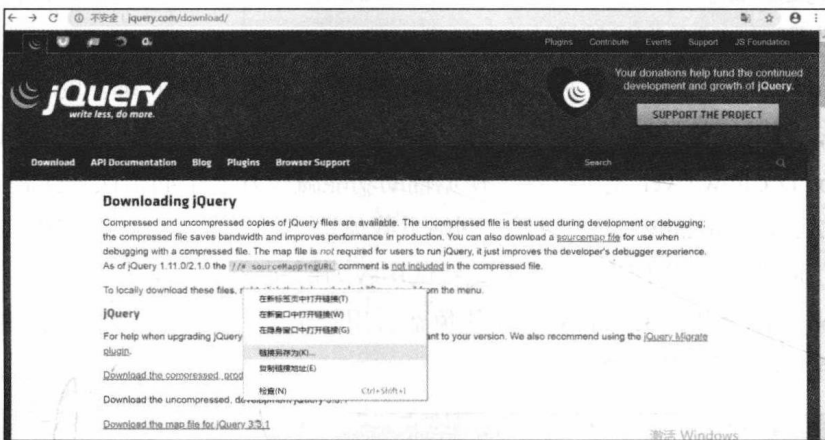 不安全 jquery.com/download/
Plugins Contribute Events Support JS Foundation
jQuery
write less, do more.
Your donations help fund the continued
development and growth of jQuery.
SUPPORT THE PROJECT
Download API Documentation Blog Plugins Browser Support Search
Downloading jQuery
Compressed and uncompressed copies of jQuery files are available. The uncompressed file is best used during development or debugging;
the compressed file saves bandwidth and improves performance in production. You can also download a sourcemap file for use when
debugging with a compressed file. The map file is not required for users to run jQuery, it just improves the developer's debugger experience.
As of jQuery 1.11.0/2.1.0 the //# sourceMappingURL comment is not included in the compressed file.
To locally download these files, from the menu.
在新标签页中打开链接(T)
在新窗口中打开链接(W)
在隐身窗口中打开链接(G)
链接另存为(K)...
复制链接地址(E)
检查(N) Ctrl+Shift+I
jQuery
For help when upgrading jQuery ant to your version. We also recommend using the jQuery Migrate
plugin.
Download the compressed, prod
Download the uncompressed, development jQuery 3.3.1
Download the map file for jQuery 3.3.1
激活 Windows